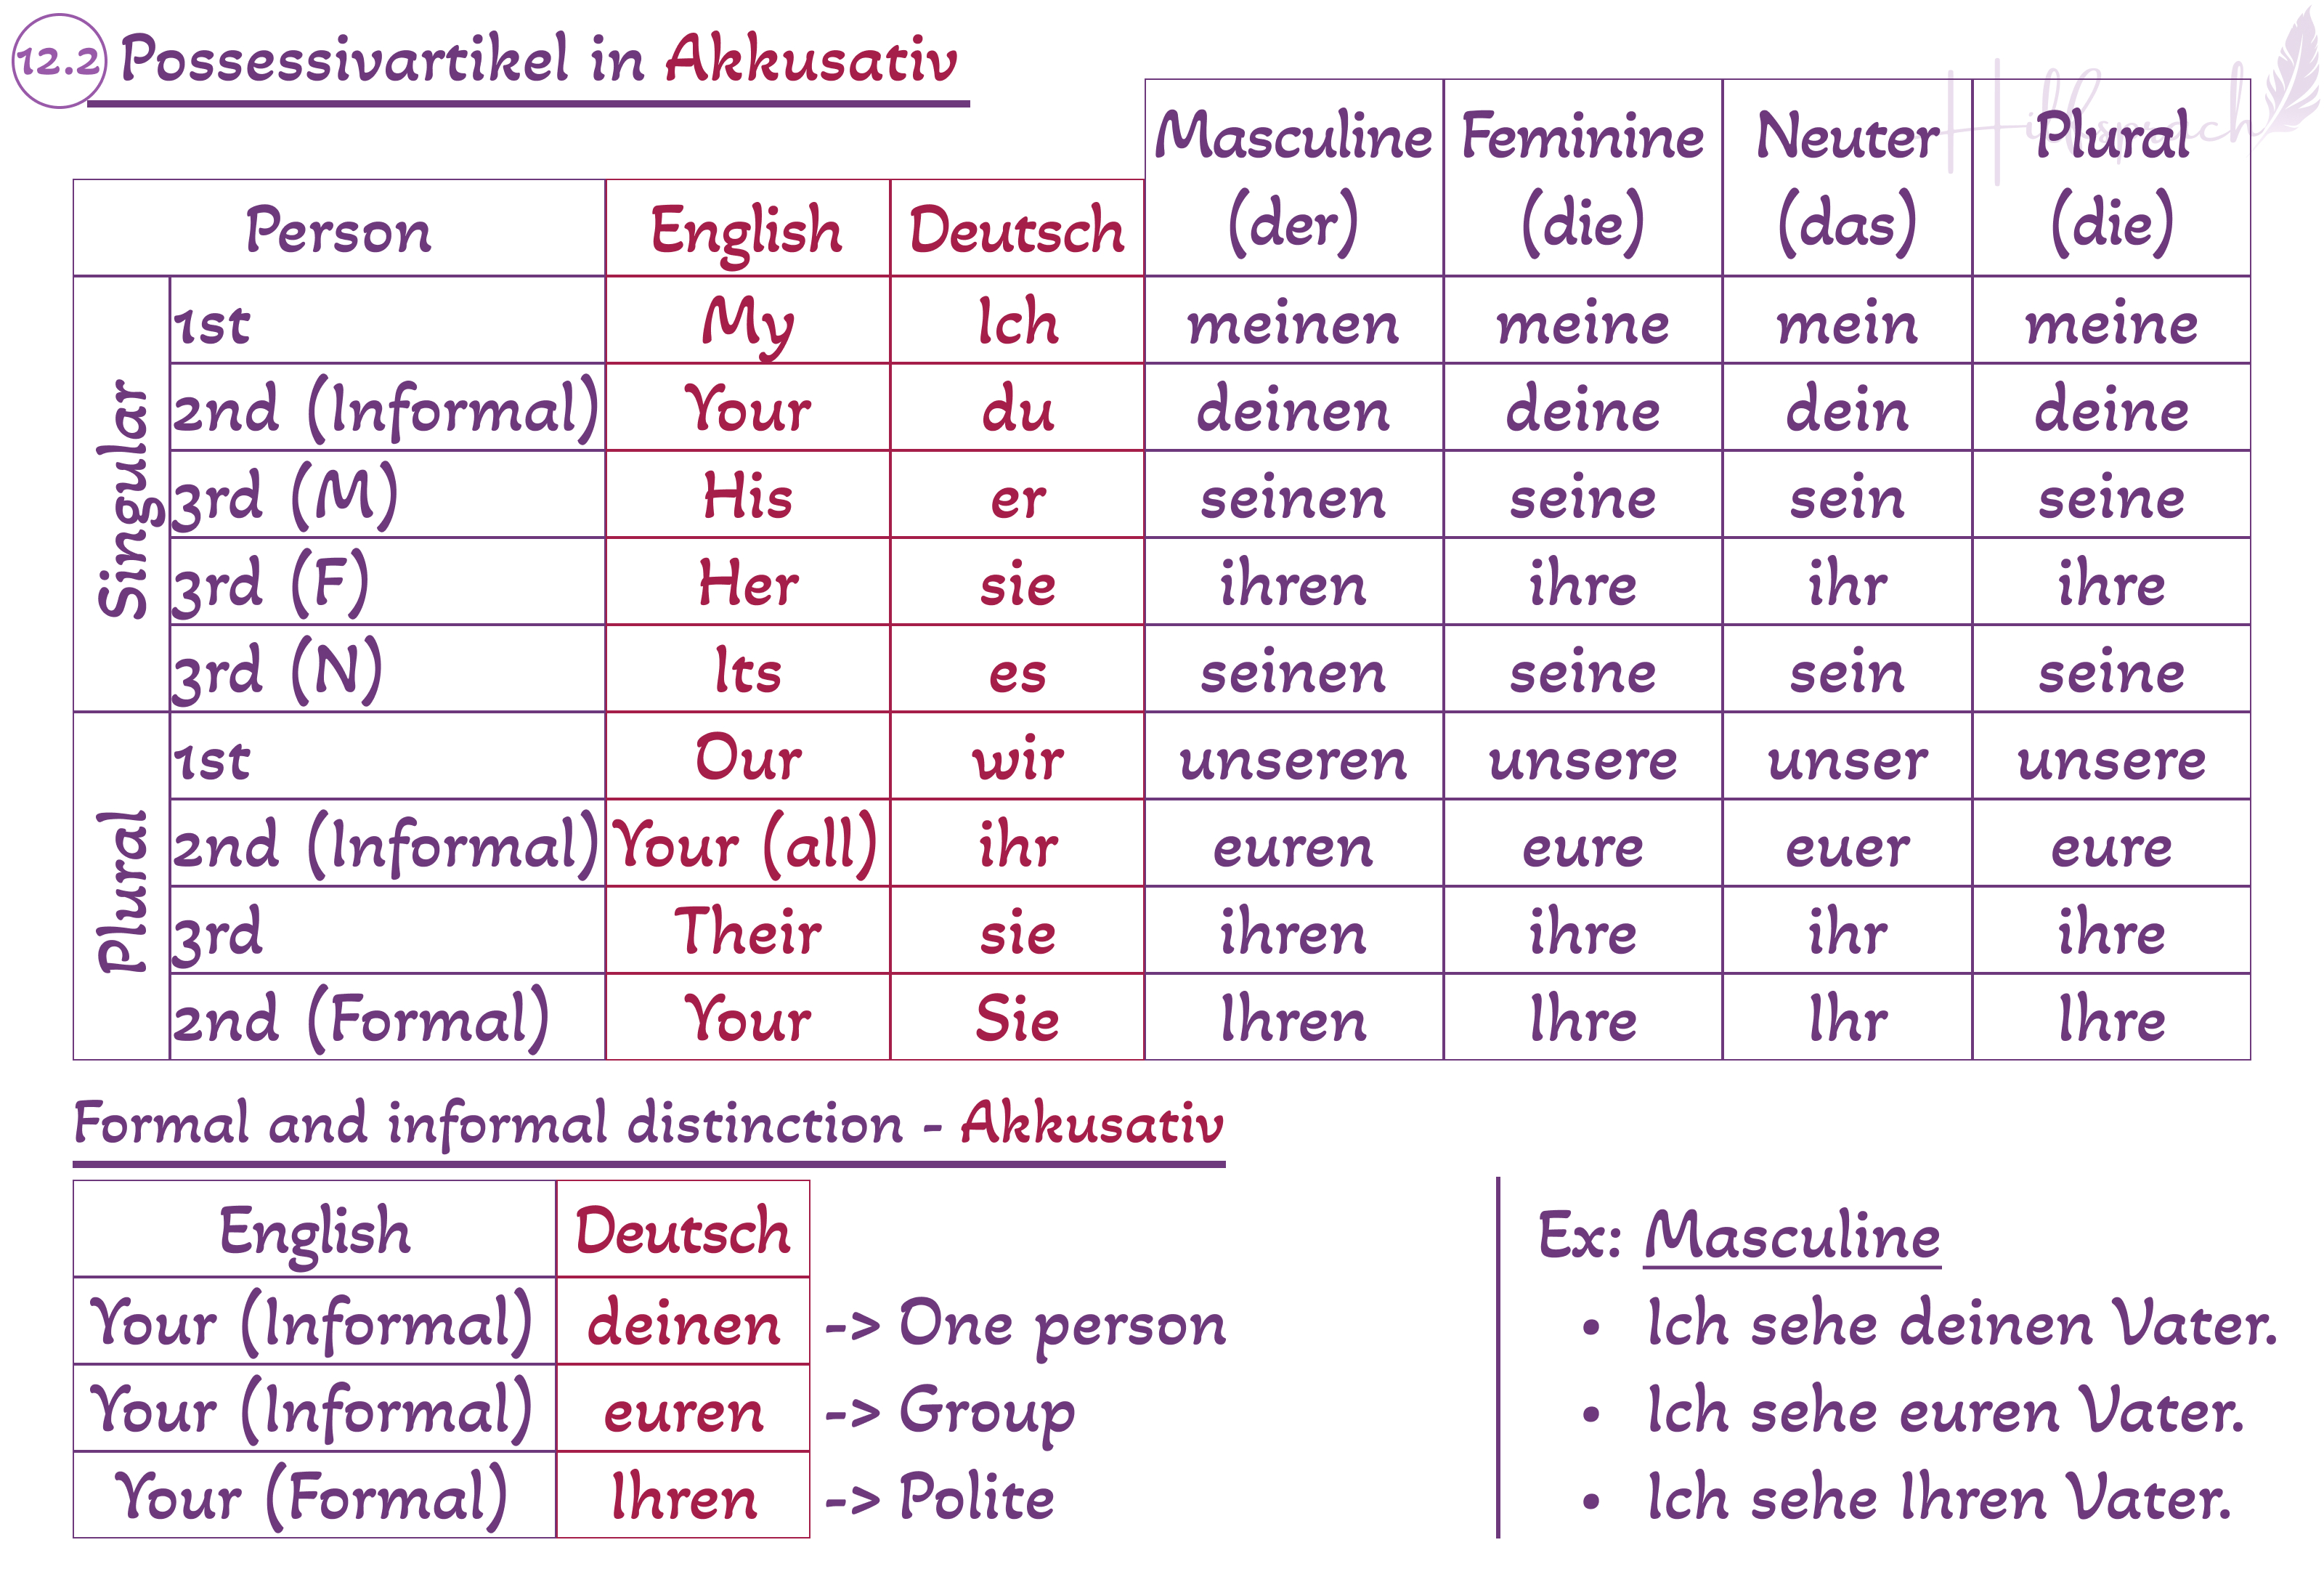 12.2 Possessivartikel in Akkusativ
Hilfsprach
Masculine Feminine Neuter Plural
Person English Deutsch (der) (die) (das) (die)
Singular
1st My Ich meinen meine mein meine
2nd (Informal) Your du deinen deine dein deine
3rd (M) His er seinen seine sein seine
3rd (F) Her sie ihren ihre ihr ihre
3rd (N) Its es seinen seine sein seine
Plural
1st Our wir unseren unsere unser unsere
2nd (Informal) Your (all) ihr euren eure euer eure
3rd Their sie ihren ihre ihr ihre
2nd (Formal) Your Sie Ihren Ihre Ihr Ihre
Formal and informal distinction - Akkusativ
English Deutsch
Your (Informal) deinen -> One person
Your (Informal) euren -> Group
Your (Formal) Ihren -> Polite
Ex: Masculine
• Ich sehe deinen Vater.
• Ich sehe euren Vater.
• Ich sehe Ihren Vater.